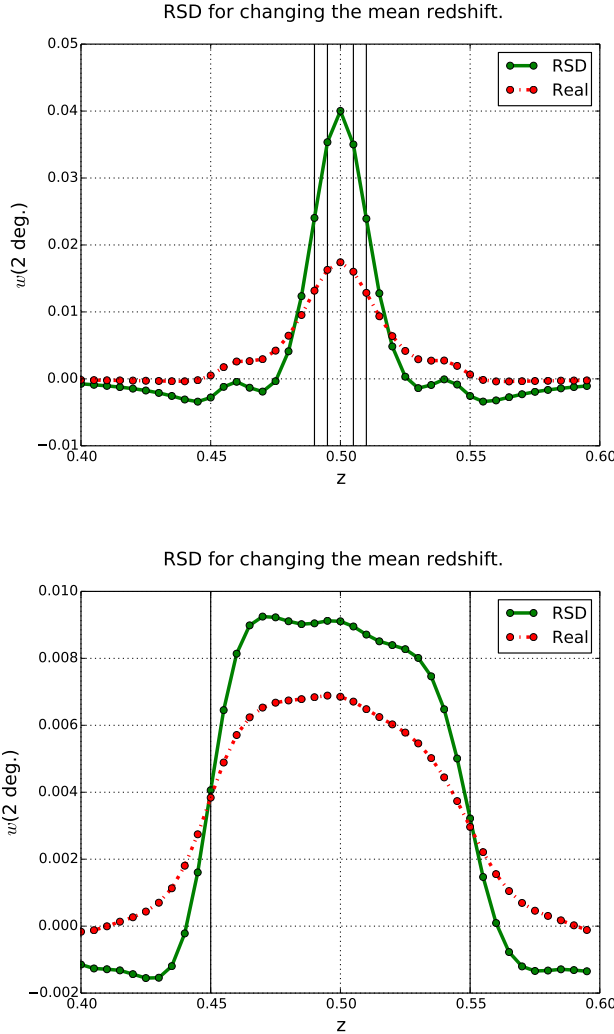 RSD for changing the mean redshift.
0.05
0.04
0.03
0.02
0.01
0.00
−0.01
w(2 deg.)
RSD
Real
0.40
0.45
0.50
0.55
0.60
z
RSD for changing the mean redshift.
0.010
0.008
0.006
0.004
0.002
0.000
−0.002
w(2 deg.)
RSD
Real
0.40
0.45
0.50
0.55
0.60
z